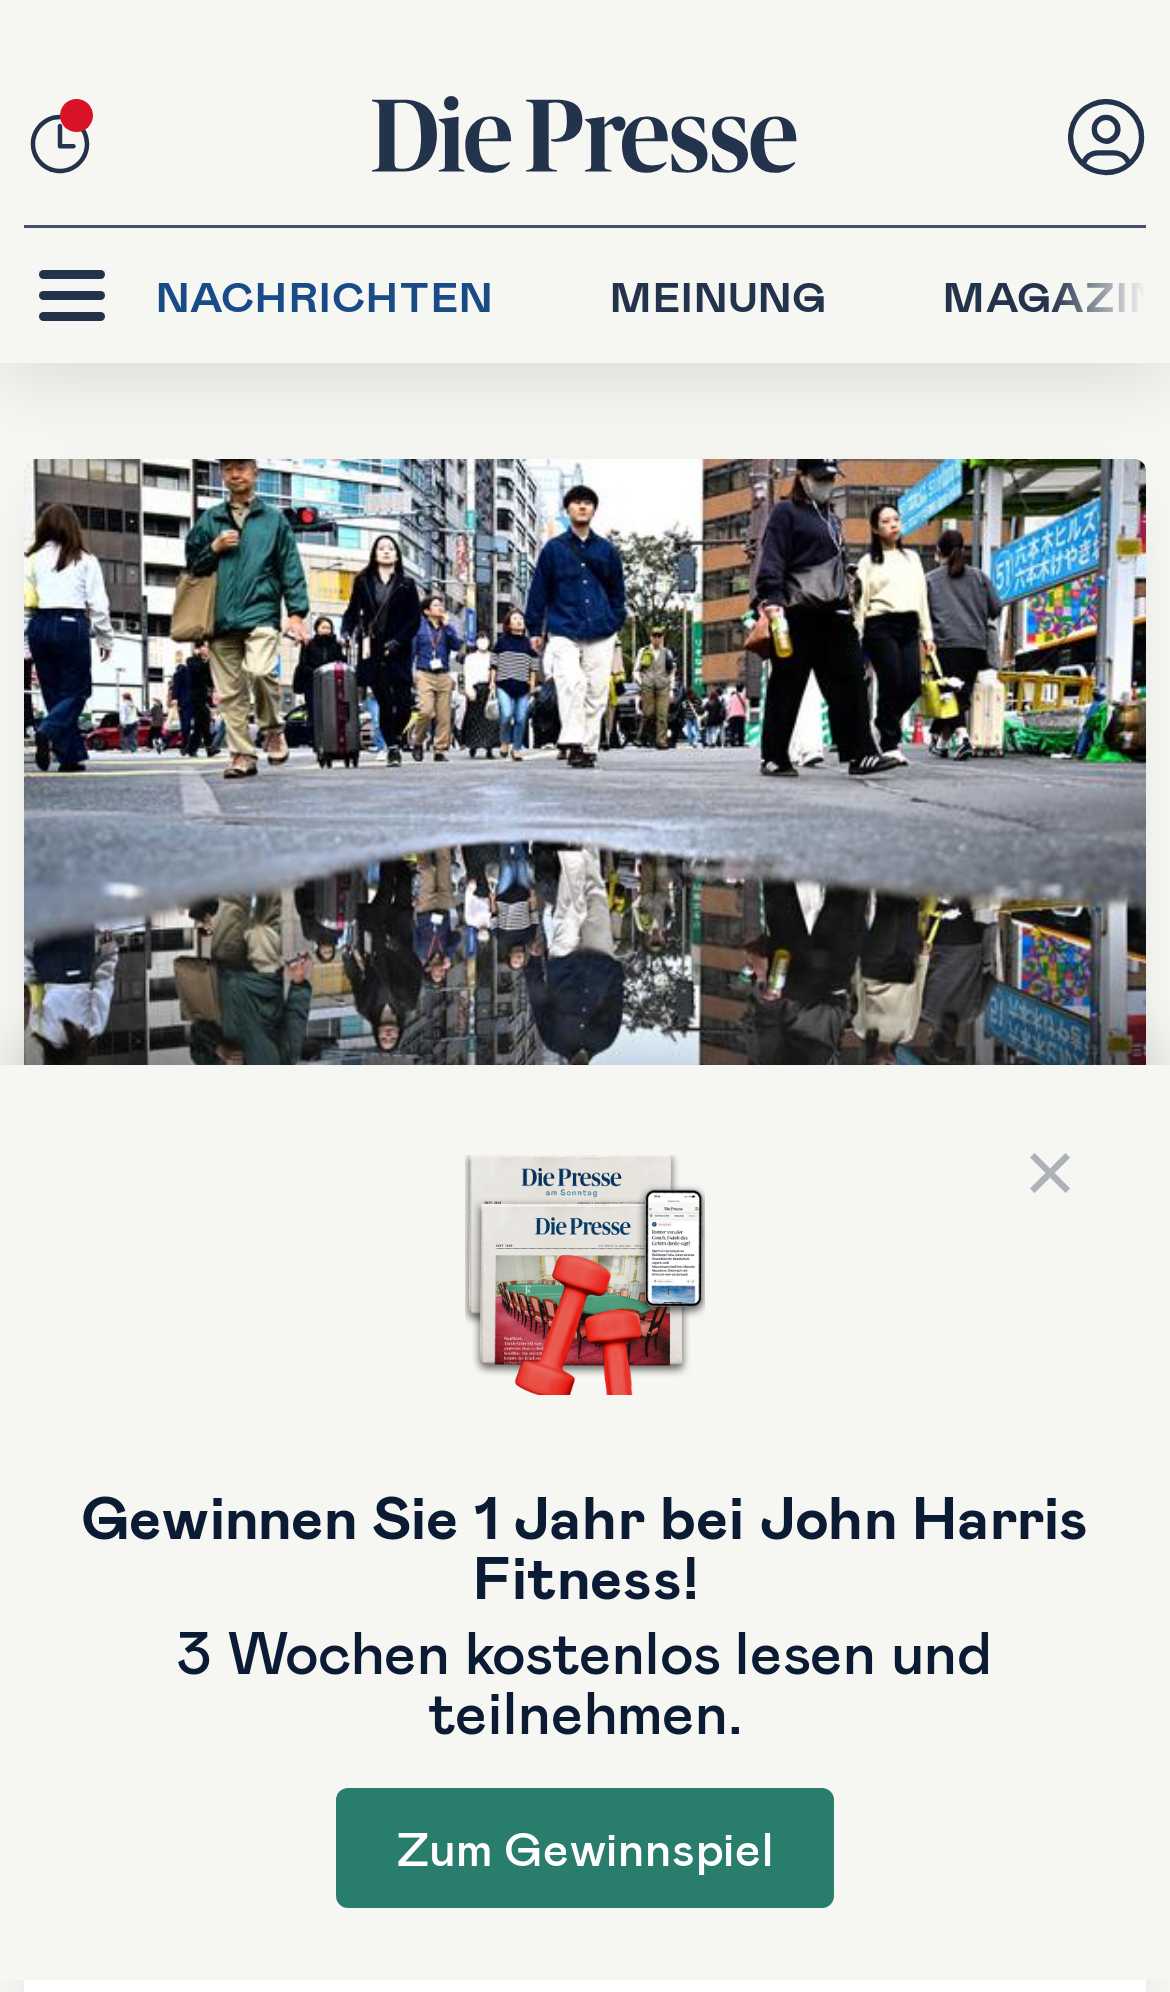 Die Presse
NACHRICHTEN MEINUNG MAGAZIN
51 六本木ヒルズ
六本木けやき
Die Presse
am Sonntag
Die Presse
Gewinnen Sie 1 Jahr bei John Harris
Fitness!
3 Wochen kostenlos lesen und
teilnehmen.
Zum Gewinnspiel